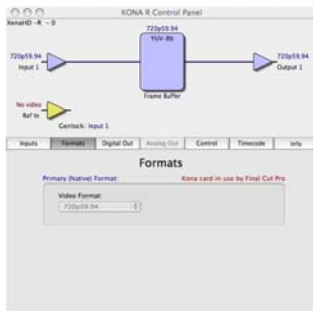 KONA R Control Panel
XenaHD -R - 0
720p59.94
YUV-8b
720p59.94
Input 1
720p59.94
Output 1
Frame Buffer
No video
Ref In
Genlock: Input 1
Inputs
Formats
Digital Out
Analog Out
Control
Timecode
Info
Formats
Primary (Native) Format:
Kona card in use by Final Cut Pro
Video Format:
720p59.94